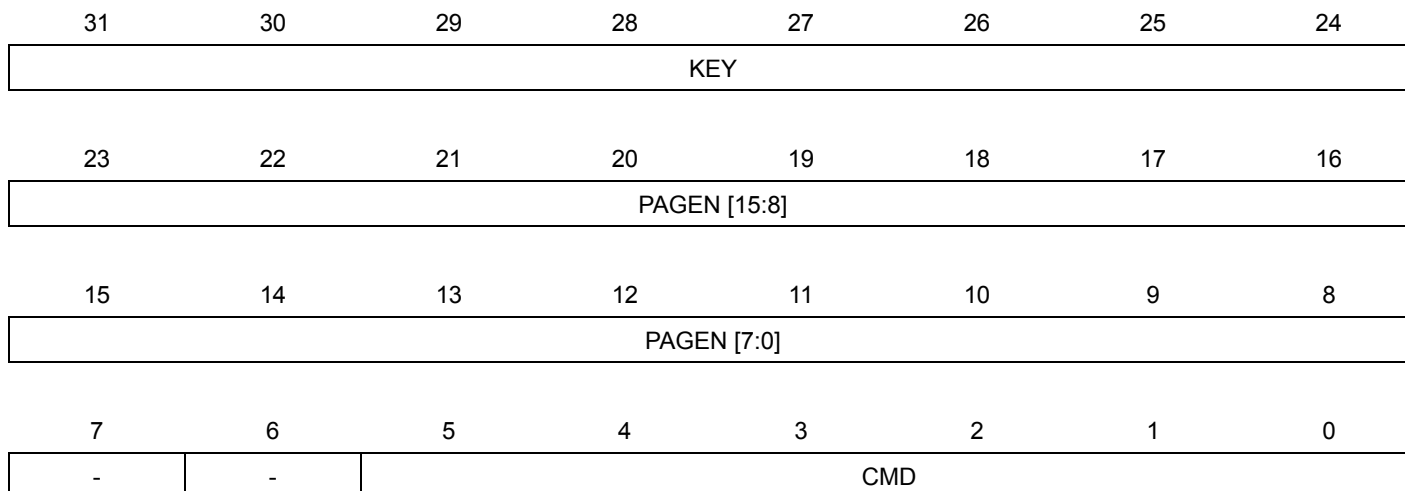 31 30 29 28 27 26 25 24
KEY
23 22 21 20 19 18 17 16
PAGEN [15:8]
15 14 13 12 11 10 9 8
PAGEN [7:0]
7 6 5 4 3 2 1 0
- - CMD